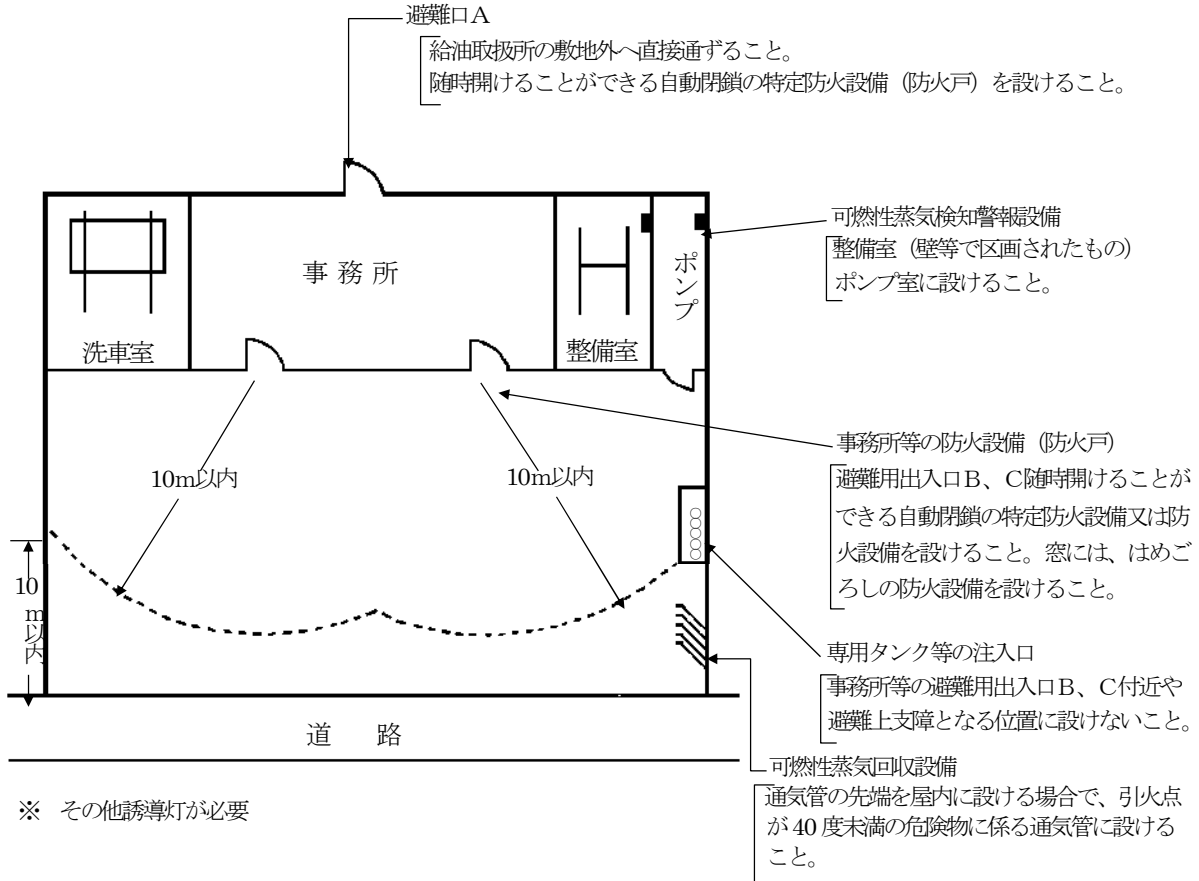 避難口A
給油取扱所の敷地外へ直接通ずること。
随時開けることができる自動閉鎖の特定防火設備（防火戸）を設けること。
可燃性蒸気検知警報設備
整備室（壁等で区画されたもの）
ポンプ室に設けること。
事務所
ポンプ
洗車室
整備室
事務所等の防火設備（防火戸）
避難用出入口B、C随時開けることが
できる自動閉鎖の特定防火設備又は防
火設備を設けること。窓には、はめご
ろしの防火設備を設けること。
10m以内
10m以内
10m以内
専用タンク等の注入口
事務所等の避難用出入口B、C付近や
避難上支障となる位置に設けないこと。
道　路
可燃性蒸気回収設備
通気管の先端を屋内に設ける場合で、引火点
が40度未満の危険物に係る通気管に設ける
こと。
※　その他誘導灯が必要